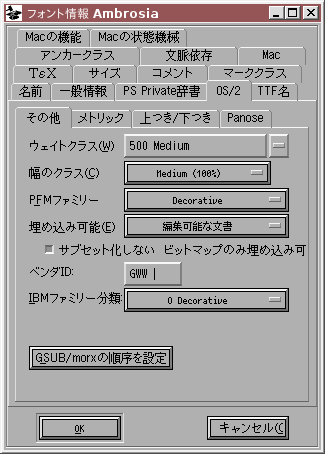 フォント情報 Ambrosia
Macの機能 Macの状態機械
アンカークラス 文脈依存 Mac
ΤεΧ サイズ コメント マーククラス
名前 一般情報 PS Private辞書 OS/2 TTF名
その他 メトリック 上つき/下つき Panose
ウェイトクラス(W) 500 Medium
幅のクラス(C) Medium (100%)
PFMファミリー Decorative
埋め込み可能(E) 編集可能な文書
サブセット化しない ビットマップのみ埋め込み可
ベンダID: GWW
IBMファミリー分類: 0 Decorative
GSUB/morxの順序を設定
OK キャンセル(C